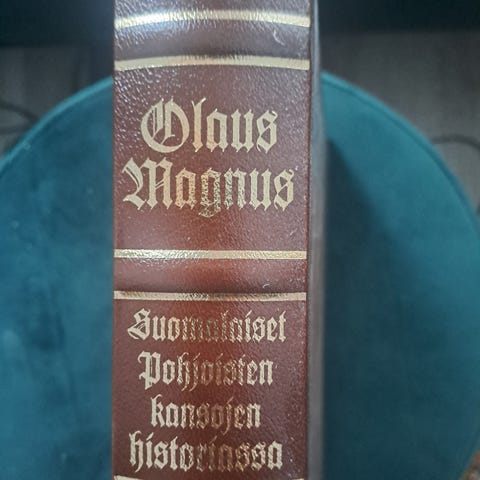 Olaus
Magnus
Suomalaiset
Pohjoisten
kansojen
historiassa